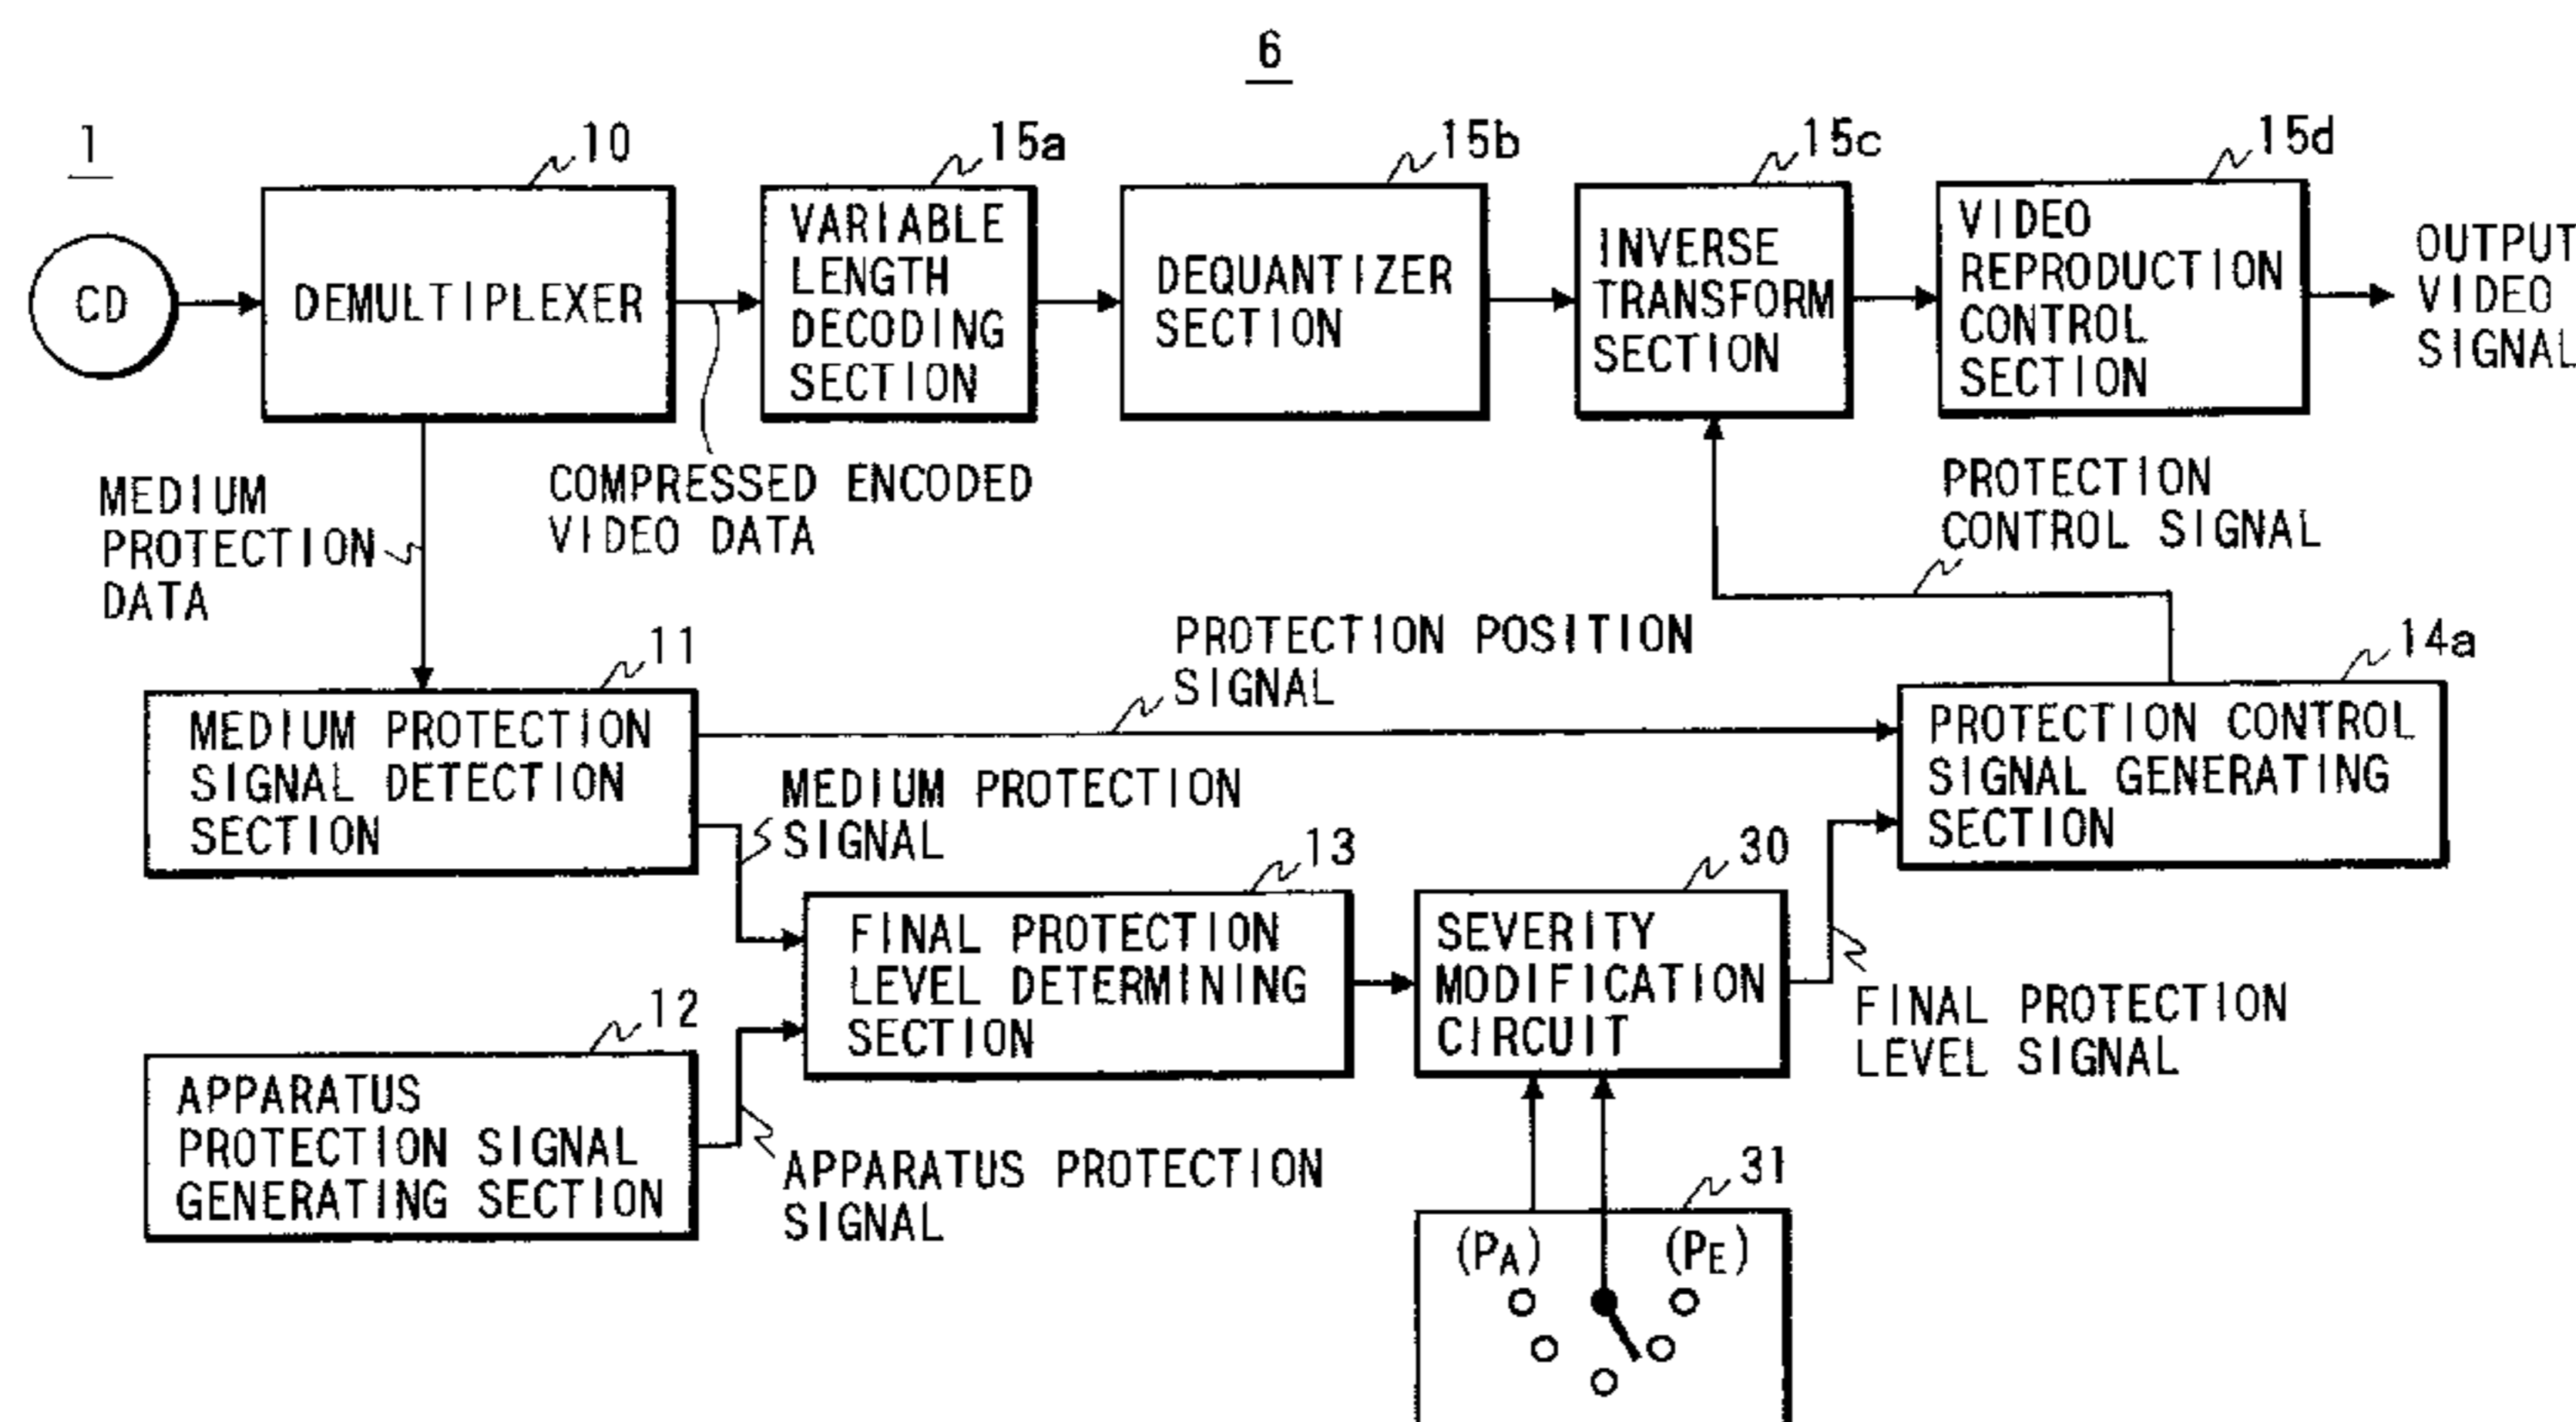 6
1
10
15a
15b
15c
15d
CD
DEMULTIPLEXER
VARIABLE
LENGTH
DECODING
SECTION
DEQUANTIZER
SECTION
INVERSE
TRANSFORM
SECTION
VIDEO
REPRODUCTION
CONTROL
SECTION
OUTPUT
VIDEO
SIGNAL
MEDIUM
PROTECTION
DATA
COMPRESSED ENCODED
VIDEO DATA
PROTECTION
CONTROL SIGNAL
11
PROTECTION POSITION
SIGNAL
14a
MEDIUM PROTECTION
SIGNAL DETECTION
SECTION
PROTECTION CONTROL
SIGNAL GENERATING
SECTION
MEDIUM PROTECTION
SIGNAL
13
30
FINAL PROTECTION
LEVEL DETERMINING
SECTION
SEVERITY
MODIFICATION
CIRCUIT
FINAL PROTECTION
LEVEL SIGNAL
12
APPARATUS
PROTECTION SIGNAL
GENERATING SECTION
APPARATUS PROTECTION
SIGNAL
31
(PA)
(PE)